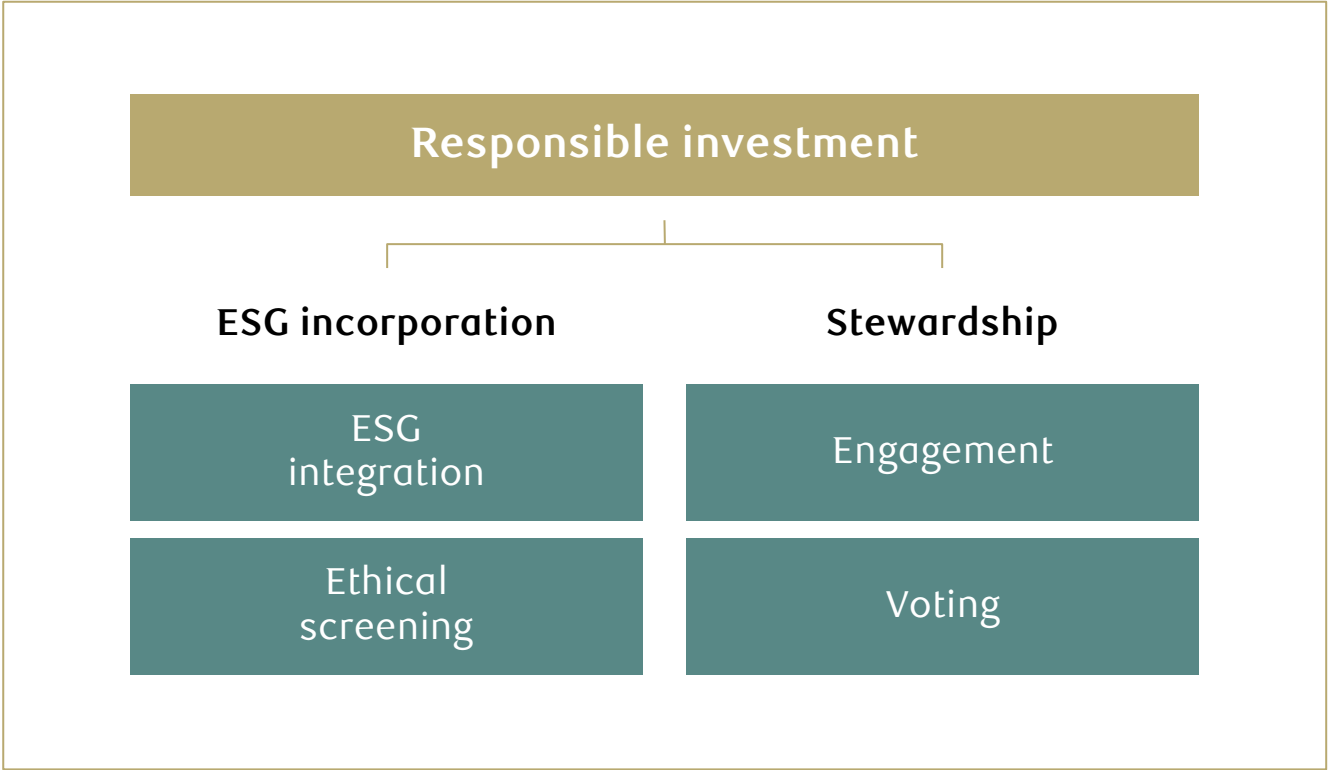 Responsible investment
ESG incorporation
Stewardship
ESG
integration
Engagement
Ethical
screening
Voting